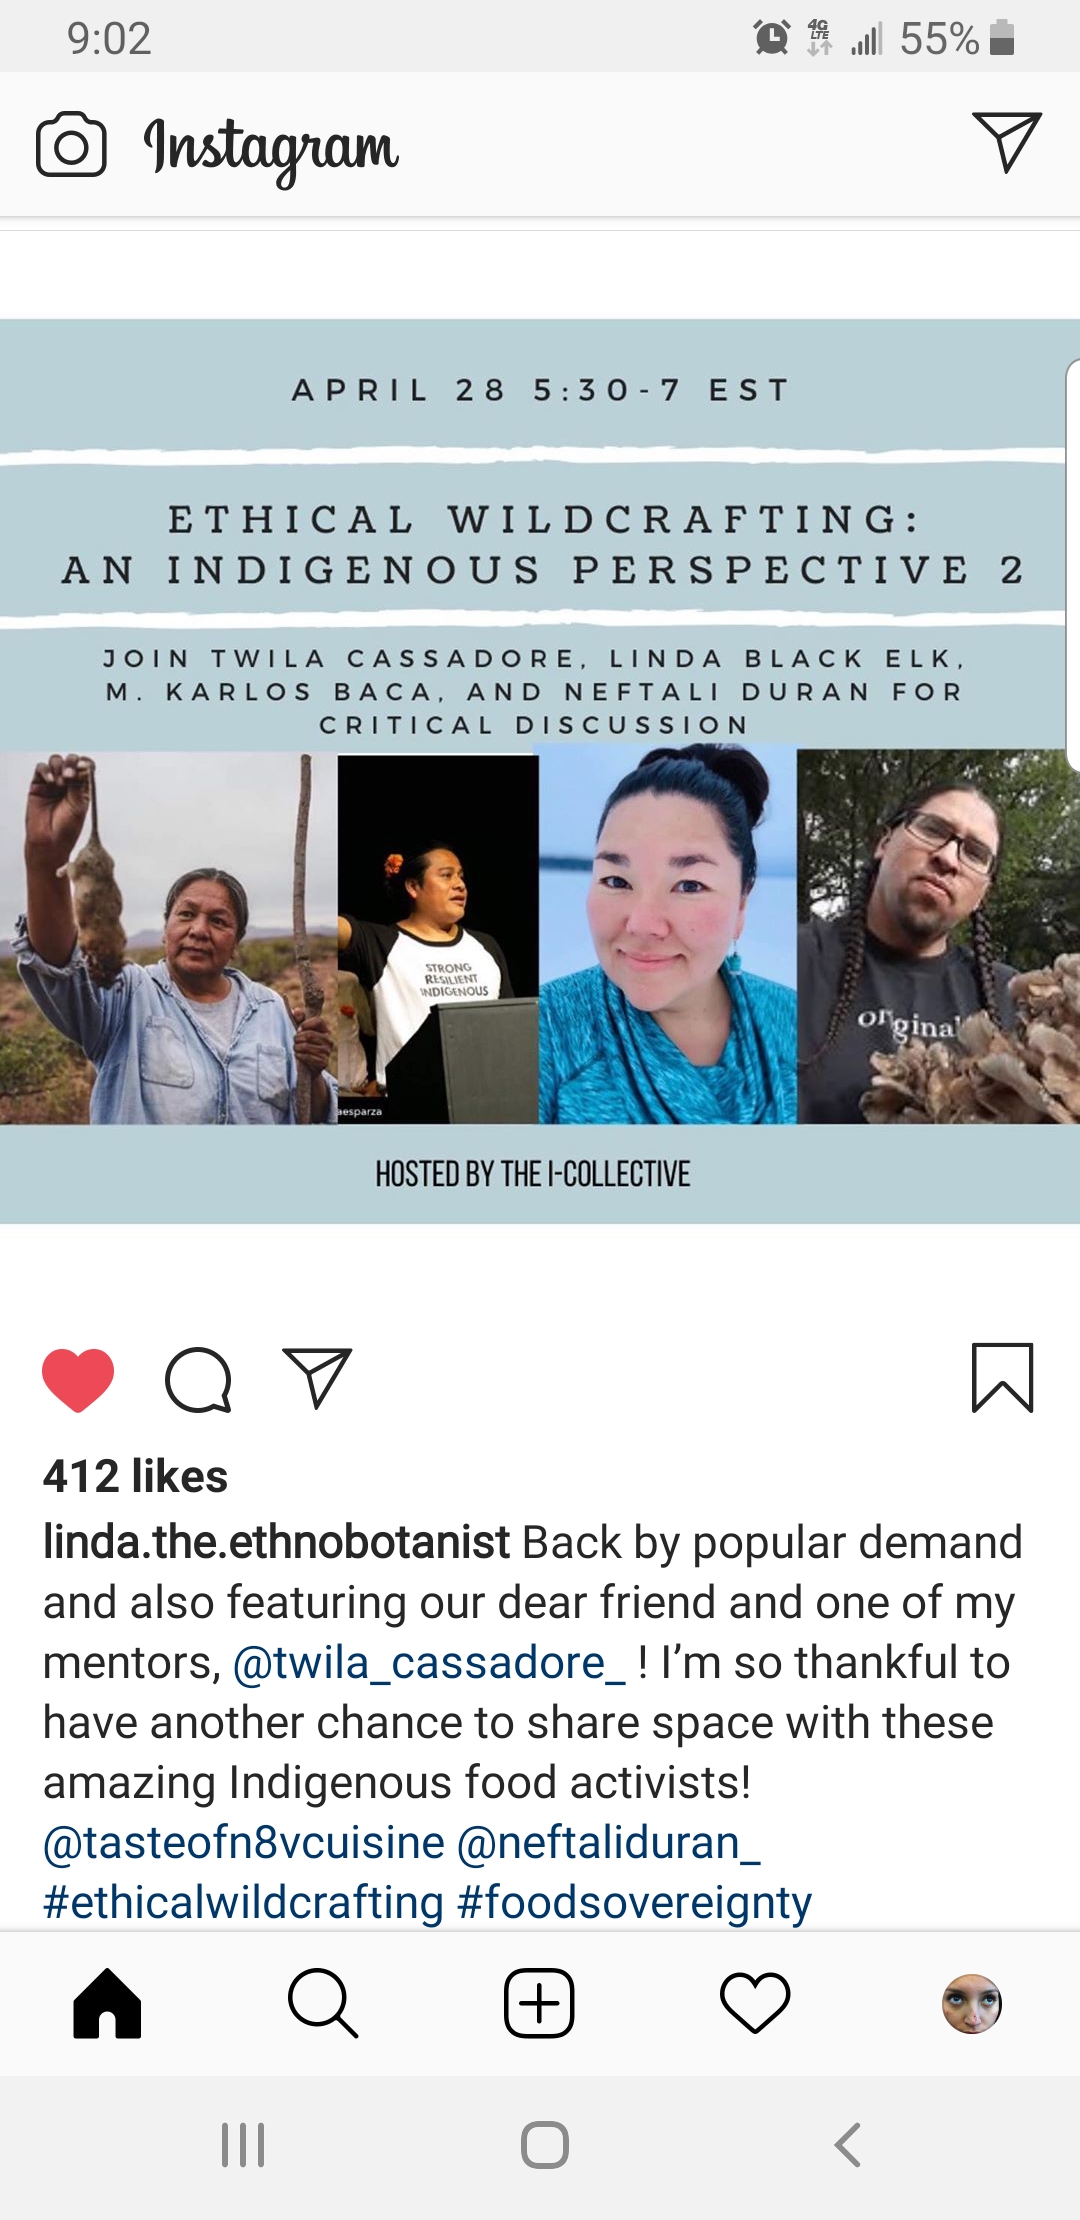 9:02
4G
LTE
55%
Instagram
APRIL 28 5:30-7 EST
ETHICAL WILDCRAFTING:
AN INDIGENOUS PERSPECTIVE 2
JOIN TWILA CASSADORE, LINDA BLACK ELK,
M. KARLOS BACA, AND NEFTALI DURAN FOR
CRITICAL DISCUSSION
STRONG
RESILIENT
INDIGENOUS
original
aesparza
HOSTED BY THE I-COLLECTIVE
412 likes
linda.the.ethnobotanist Back by popular demand
and also featuring our dear friend and one of my
mentors, @twila_cassadore_ ! I’m so thankful to
have another chance to share space with these
amazing Indigenous food activists!
@tasteofn8vcuisine @neftaliduran_
#ethicalwildcrafting #foodsovereignty